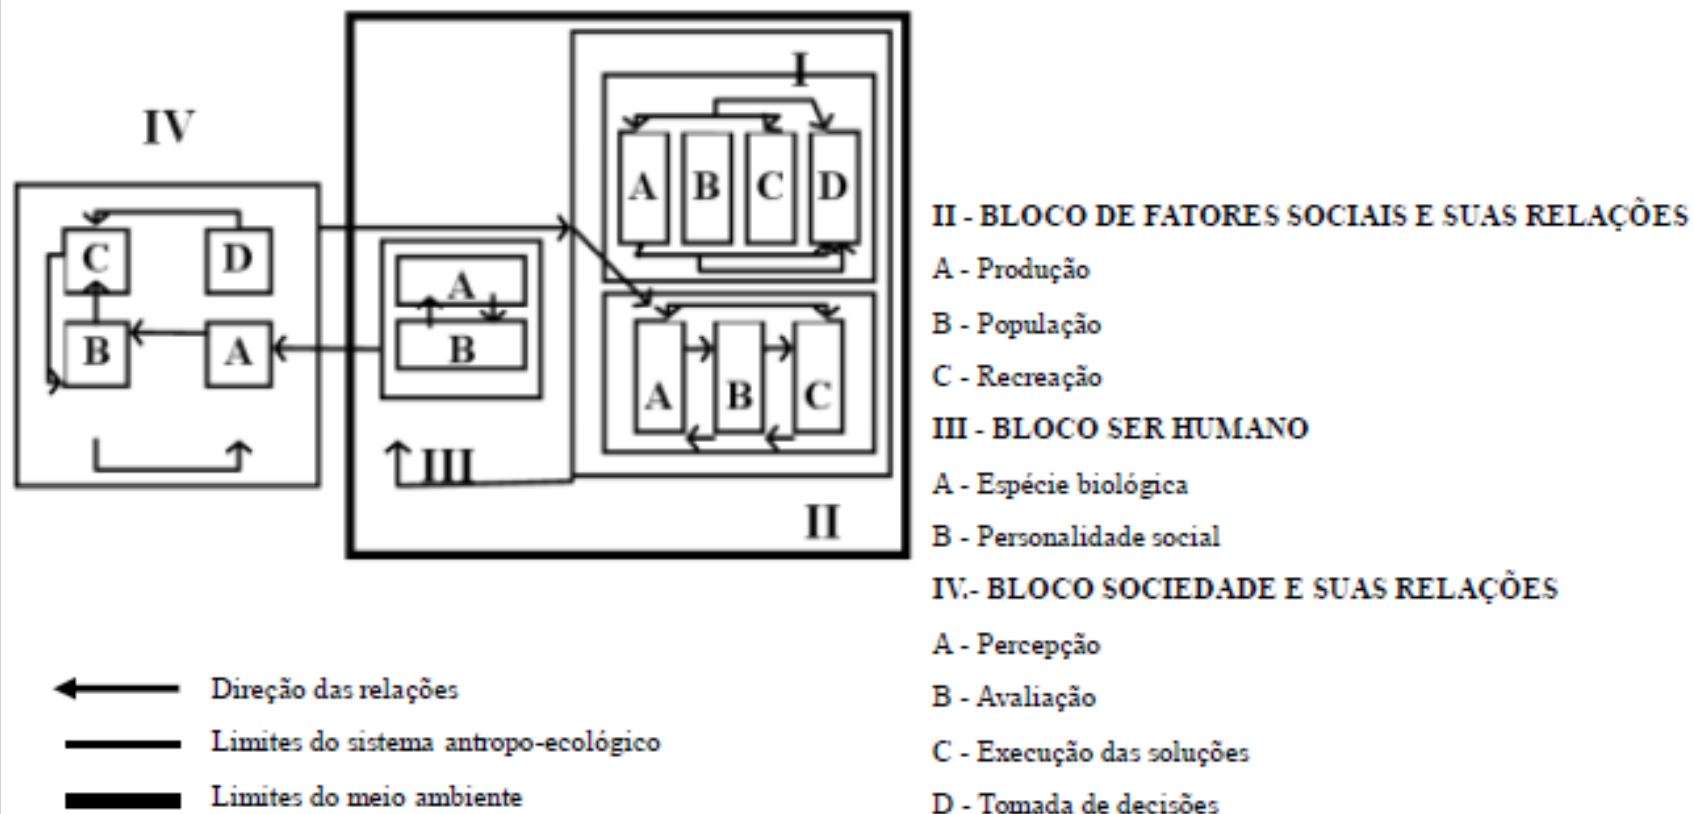 IV
I
A B C D
C D
B A
A
B
A B C
III
II
II - BLOCO DE FATORES SOCIAIS E SUAS RELAÇÕES
A - Produção
B - População
C - Recreação
III - BLOCO SER HUMANO
A - Espécie biológica
B - Personalidade social
IV.- BLOCO SOCIEDADE E SUAS RELAÇÕES
A - Percepção
B - Avaliação
C - Execução das soluções
D - Tomada de decisões
Direção das relações
Limites do sistema antropo-ecológico
Limites do meio ambiente